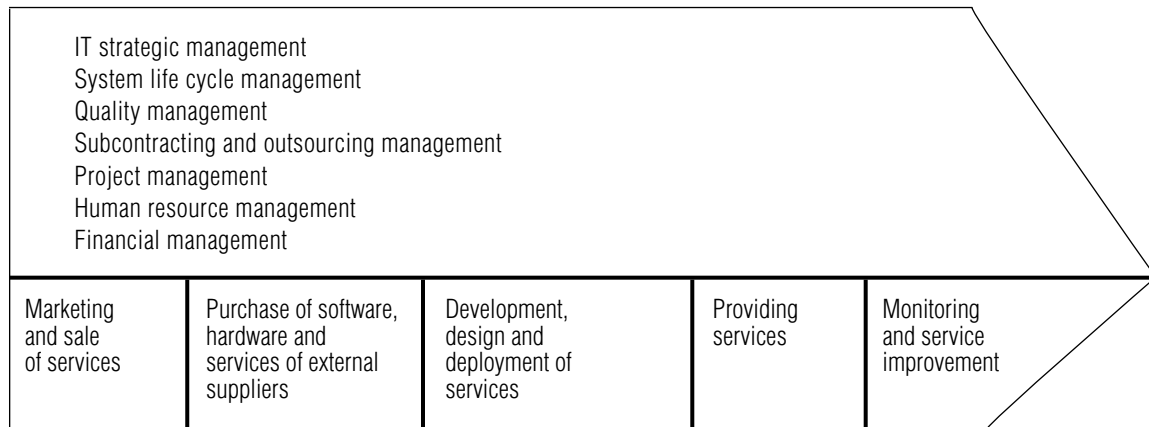 IT strategic management
System life cycle management
Quality management
Subcontracting and outsourcing management
Project management
Human resource management
Financial management
Marketing
and sale
of services
Purchase of software,
hardware and
services of external
suppliers
Development,
design and
deployment of
services
Providing
services
Monitoring
and service
improvement